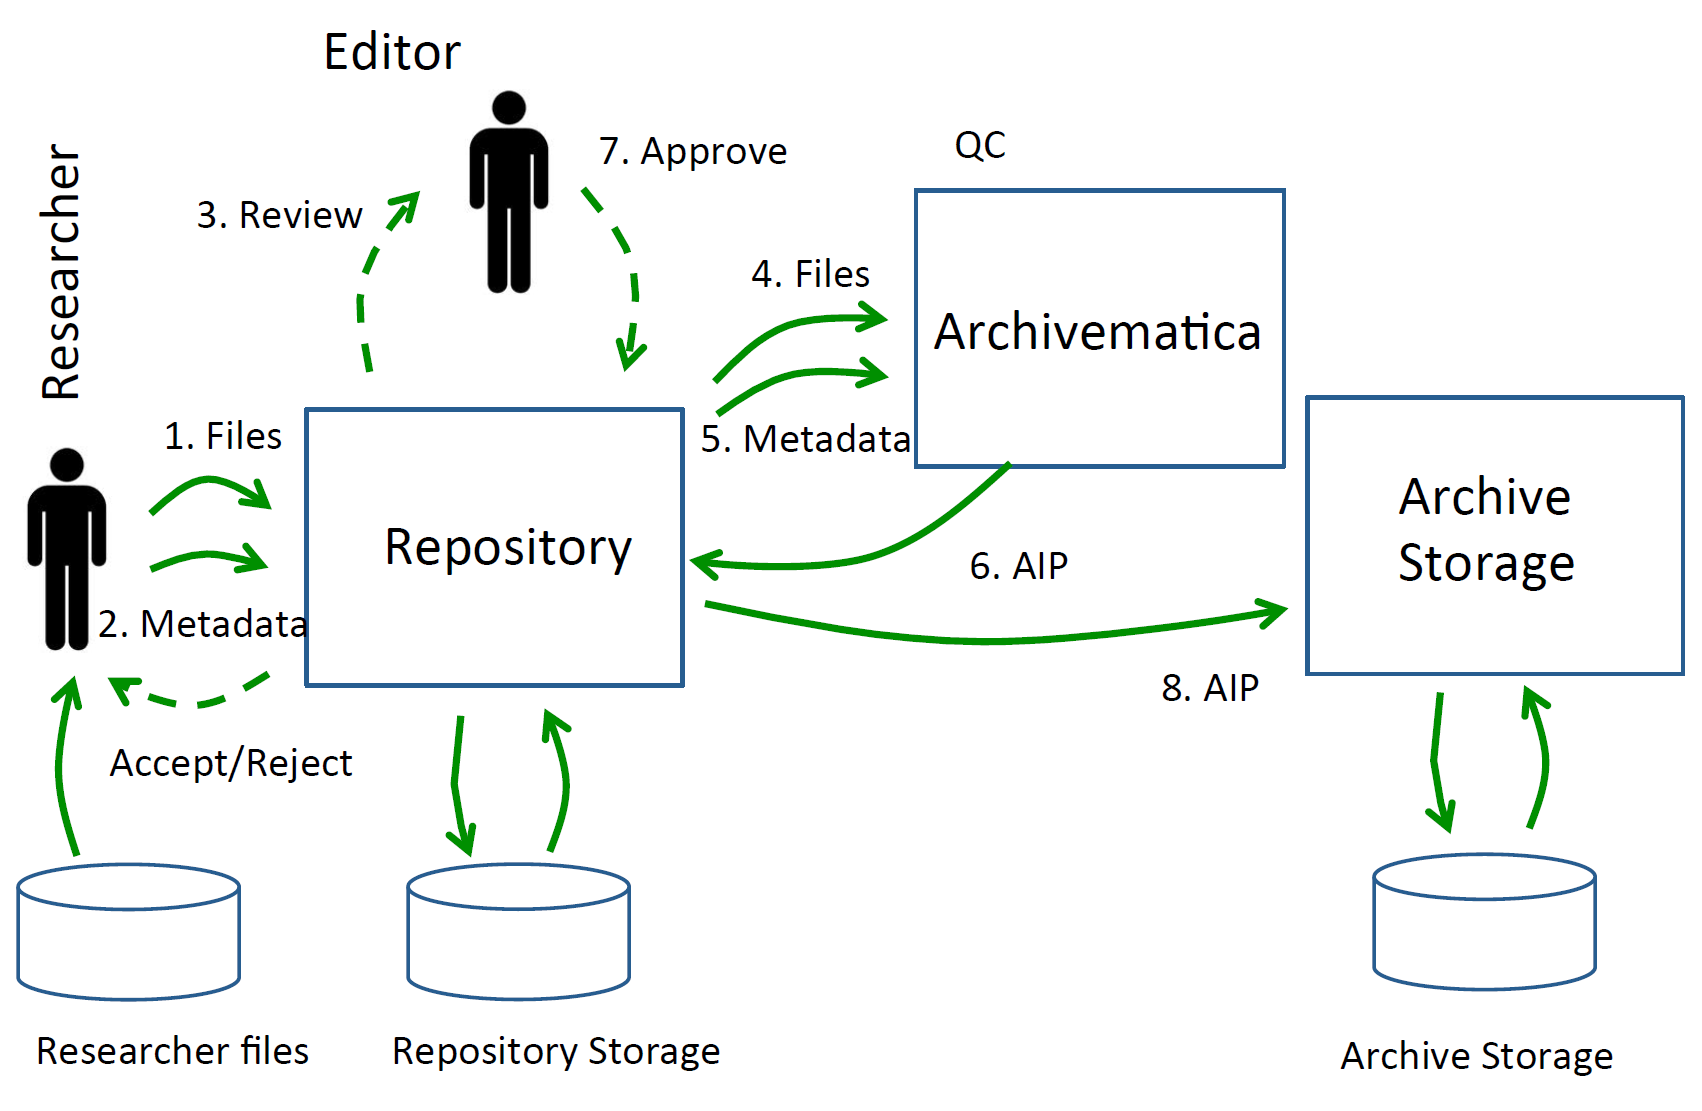 Editor
Researcher
3. Review
7. Approve
QC
4. Files
Archivematica
5. Metadata
1. Files
2. Metadata
Repository
Accept/Reject
6. AIP
8. AIP
Archive
Storage
Researcher files
Repository Storage
Archive Storage